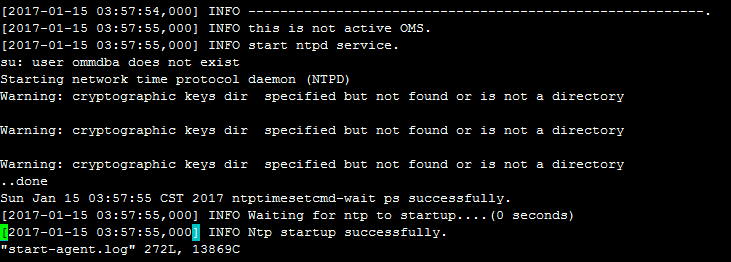 [2017-01-15 03:57:54,000] INFO ---------------------------------------------------------.
[2017-01-15 03:57:55,000] INFO this is not active OMS.
[2017-01-15 03:57:55,000] INFO start ntpd service.
su: user ommdba does not exist
Starting network time protocol daemon (NTPD)
Warning: cryptographic keys dir  specified but not found or is not a directory
Warning: cryptographic keys dir  specified but not found or is not a directory
Warning: cryptographic keys dir  specified but not found or is not a directory
..done
Sun Jan 15 03:57:55 CST 2017 ntptimesetcmd-wait ps successfully.
[2017-01-15 03:57:55,000] INFO Waiting for ntp to startup....(0 seconds)
[2017-01-15 03:57:55,000] INFO Ntp startup successfully.
"start-agent.log" 272L, 13869C